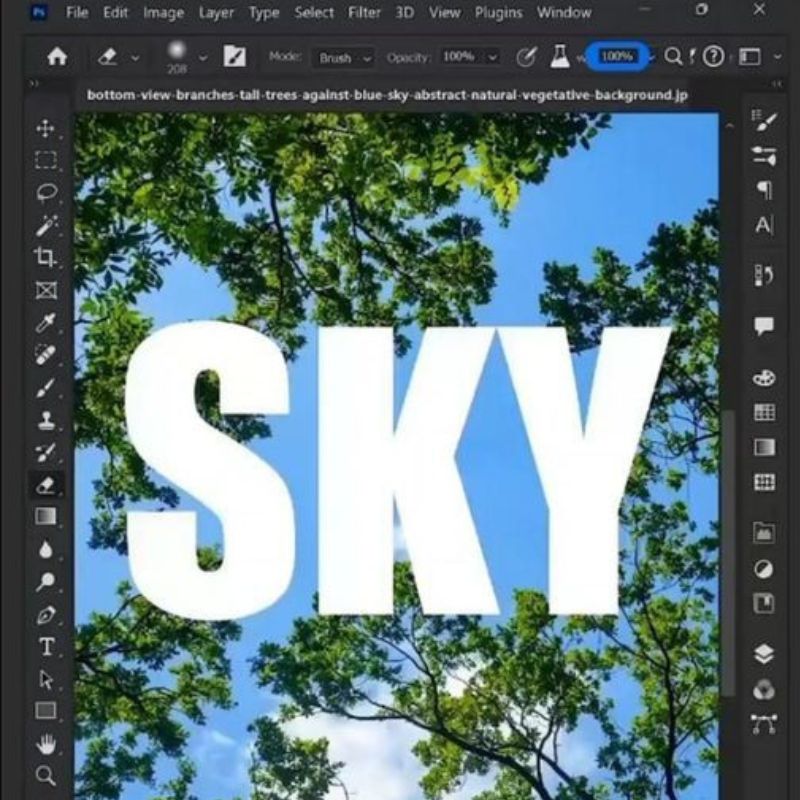 Ps File Edit Image Layer Type Select Filter 3D View Plugins Window
208 Mode: Brush Opacity: 100% 100%
bottom-view-branches-tall-trees-against-blue-sky-abstract-natural-vegetative-background.jp
SKY